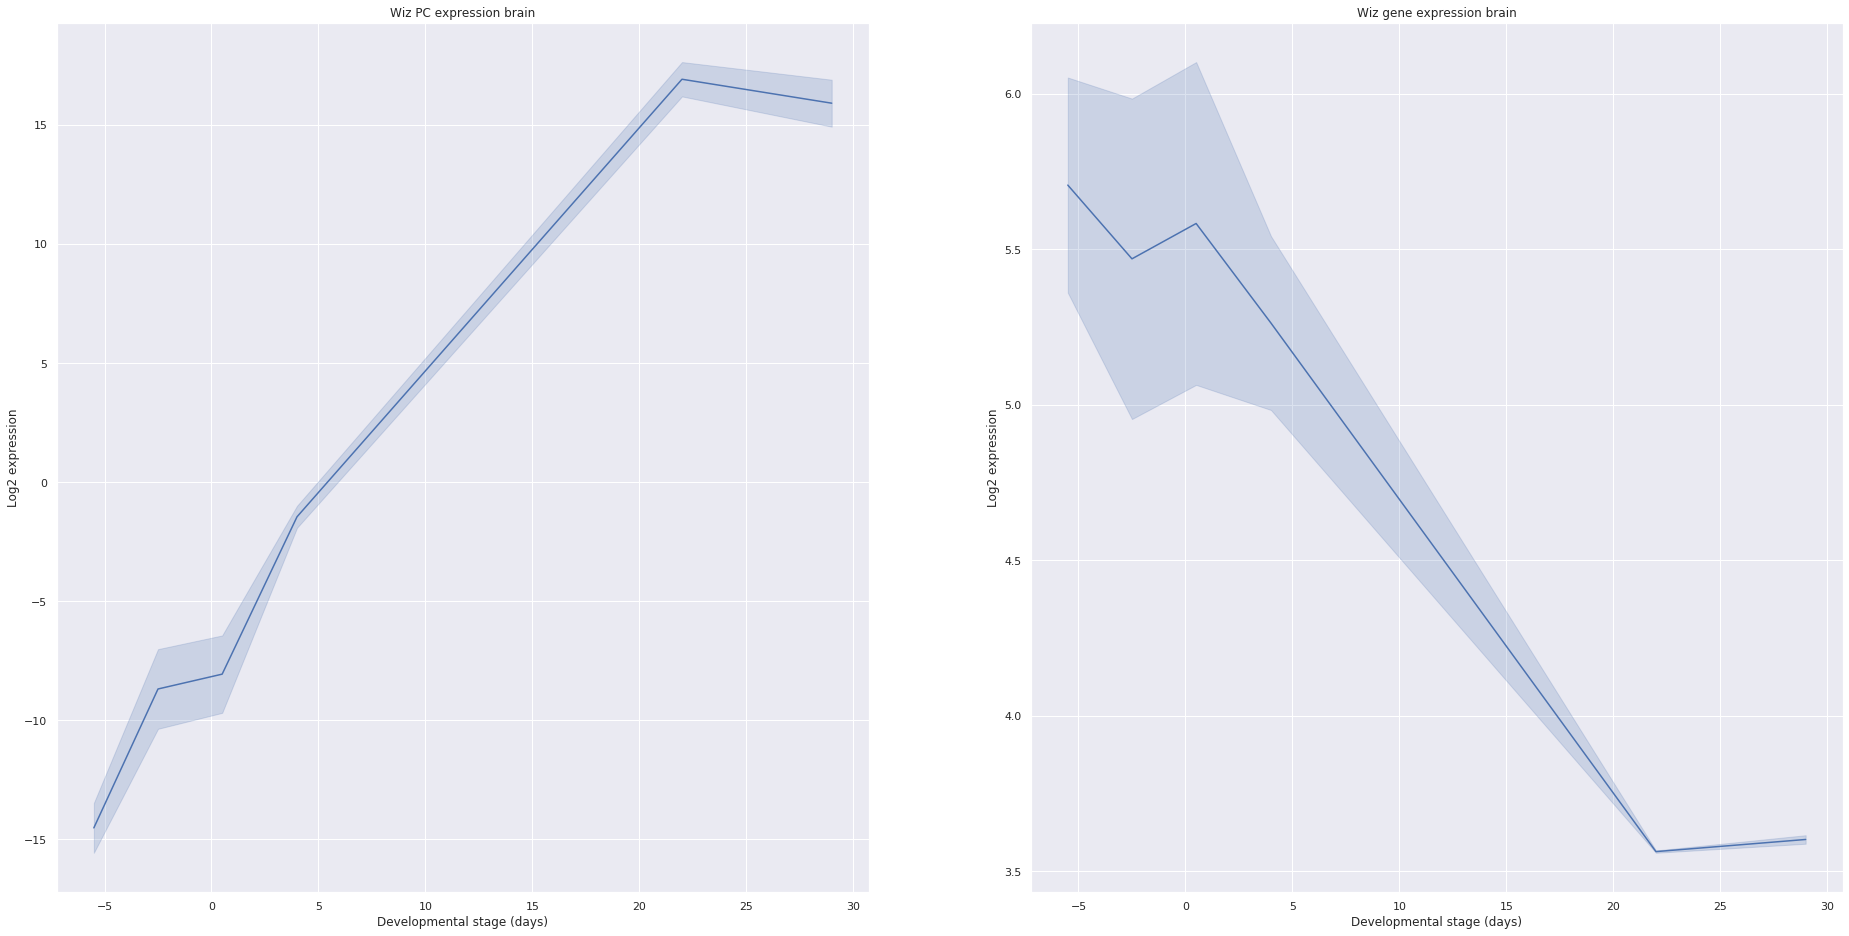 Wiz PC expression brain
Log2 expression
15
10
5
0
−5
−10
−15
−5 0 5 10 15 20 25 30
Developmental stage (days)
Wiz gene expression brain
Log2 expression
6.0
5.5
5.0
4.5
4.0
3.5
−5 0 5 10 15 20 25 30
Developmental stage (days)